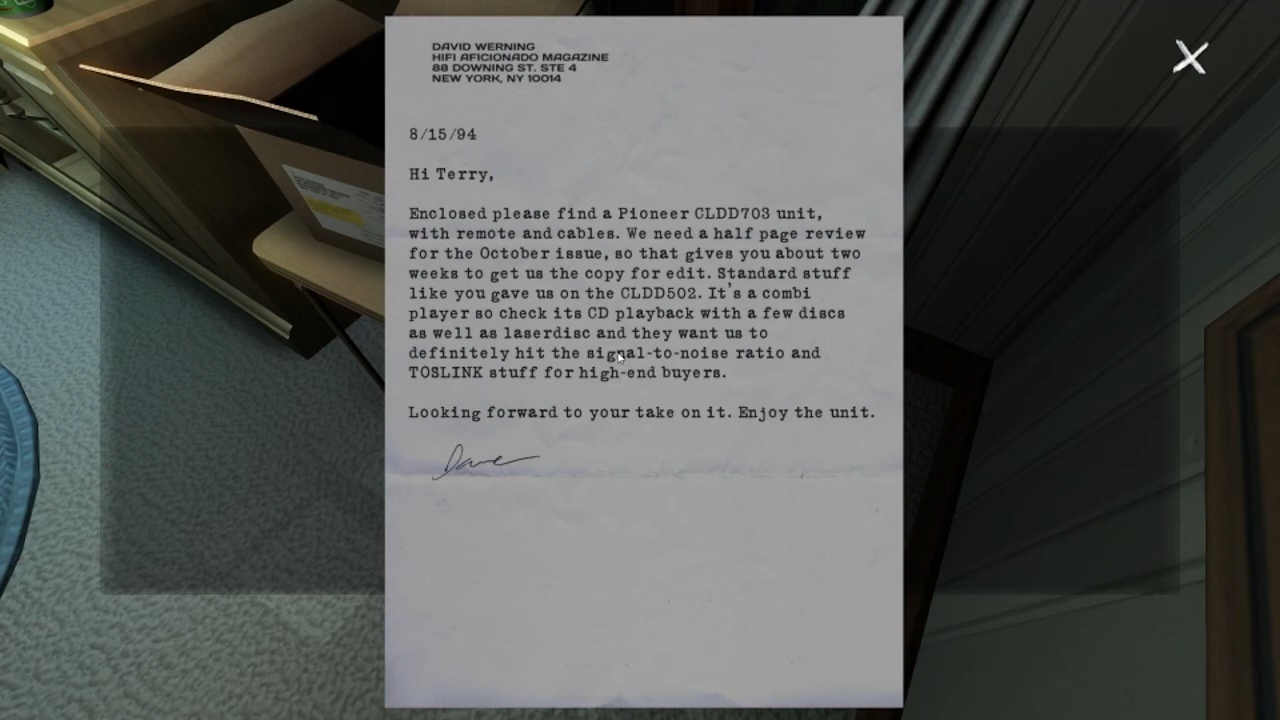 DAVID WERNING
HIFI AFICIONADO MAGAZINE
88 DOWNING ST. STE 4
NEW YORK, NY 10014
8/15/94
Hi Terry,
Enclosed please find a Pioneer CLDD703 unit,
with remote and cables. We need a half page review
for the October issue, so that gives you about two
weeks to get us the copy for edit. Standard stuff
like you gave us on the CLDD502. It's a combi
player so check its CD playback with a few discs
as well as laserdisc and they want us to
definitely hit the signal-to-noise ratio and
TOSLINK stuff for high-end buyers.
Looking forward to your take on it. Enjoy the unit.
Dave